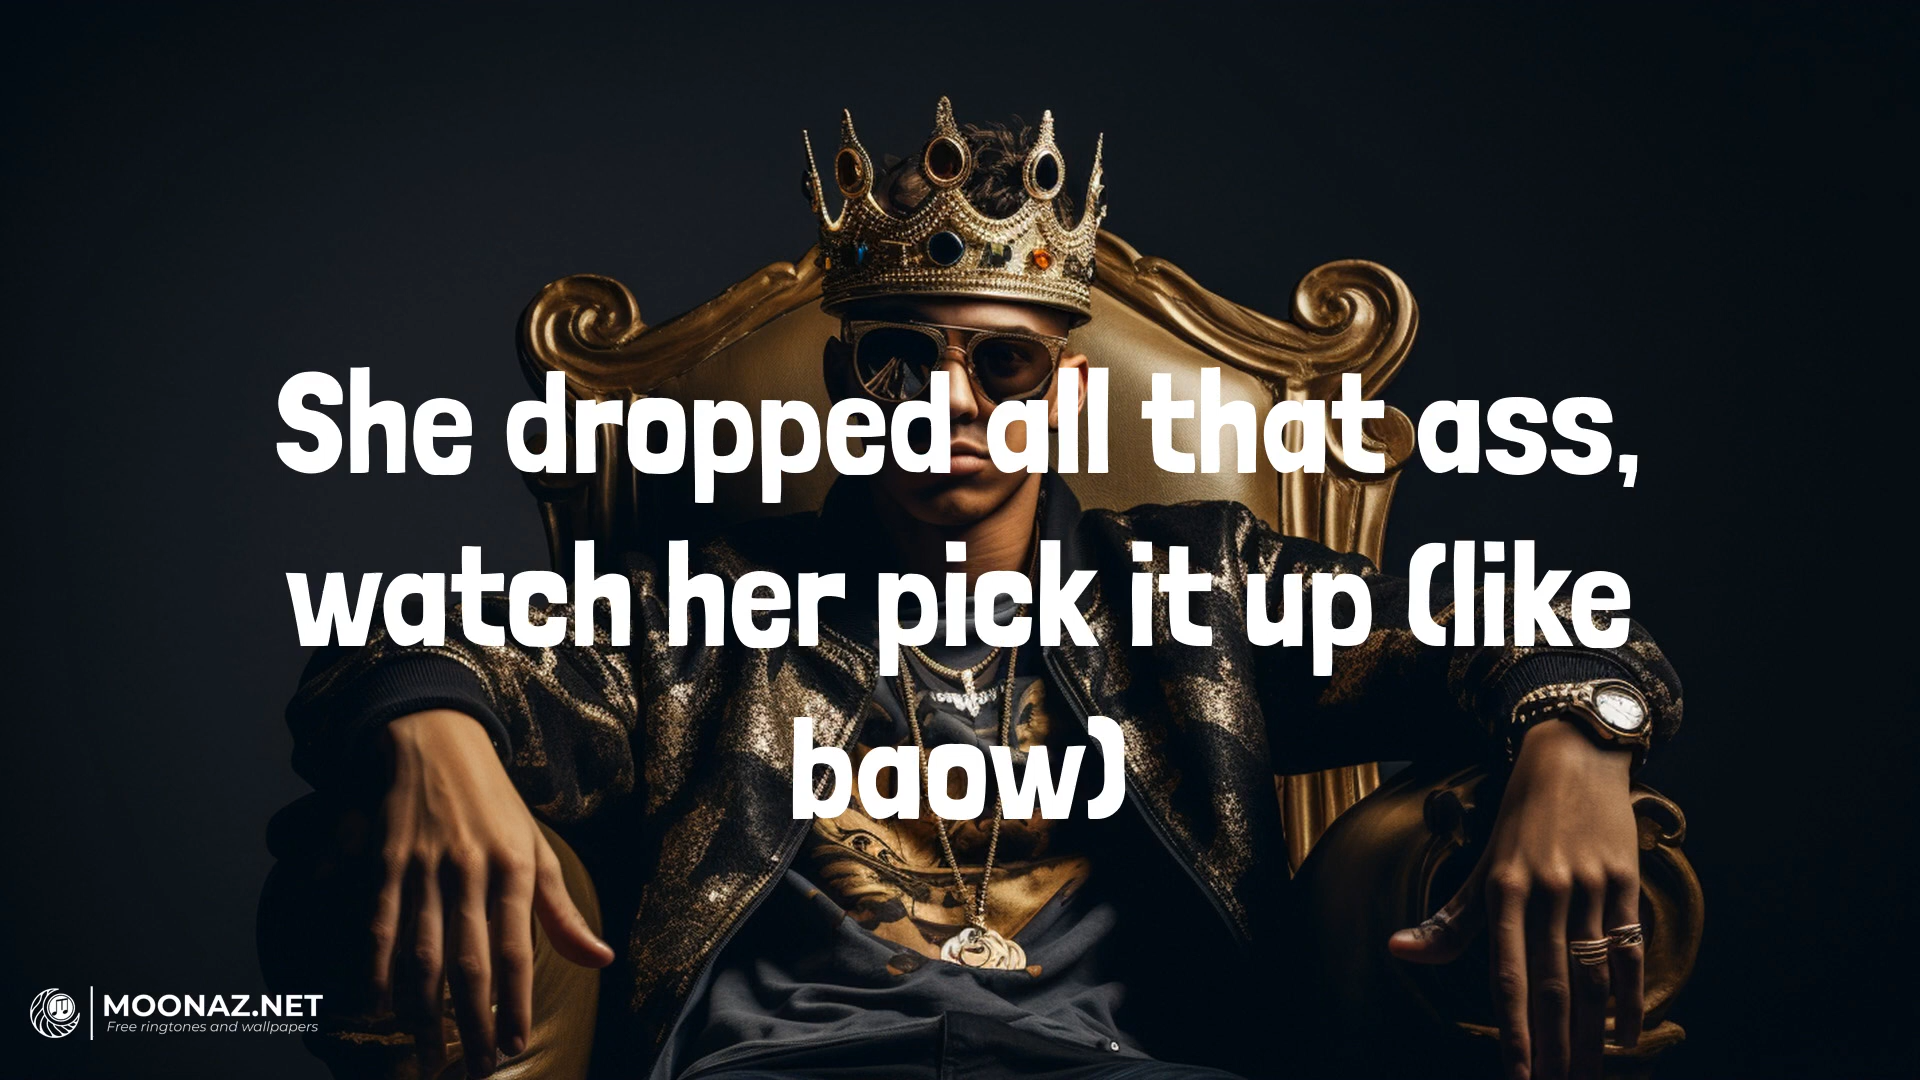 She dropped all that ass,
watch her pick it up (like
baow)
MOONAZ.NET
Free ringtones and wallpapers